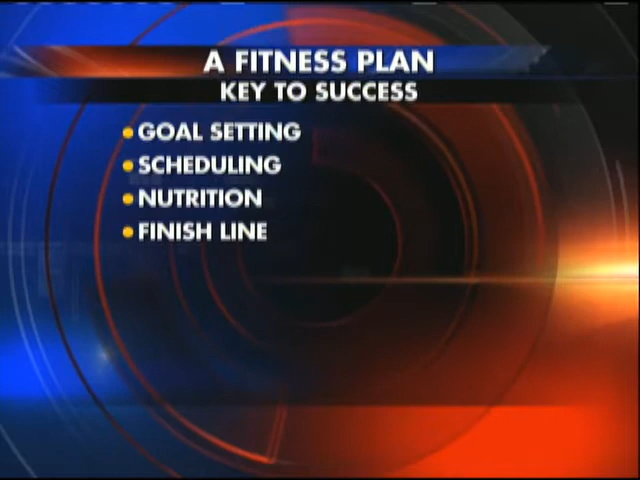 A FITNESS PLAN
KEY TO SUCCESS
GOAL SETTING
SCHEDULING
NUTRITION
FINISH LINE